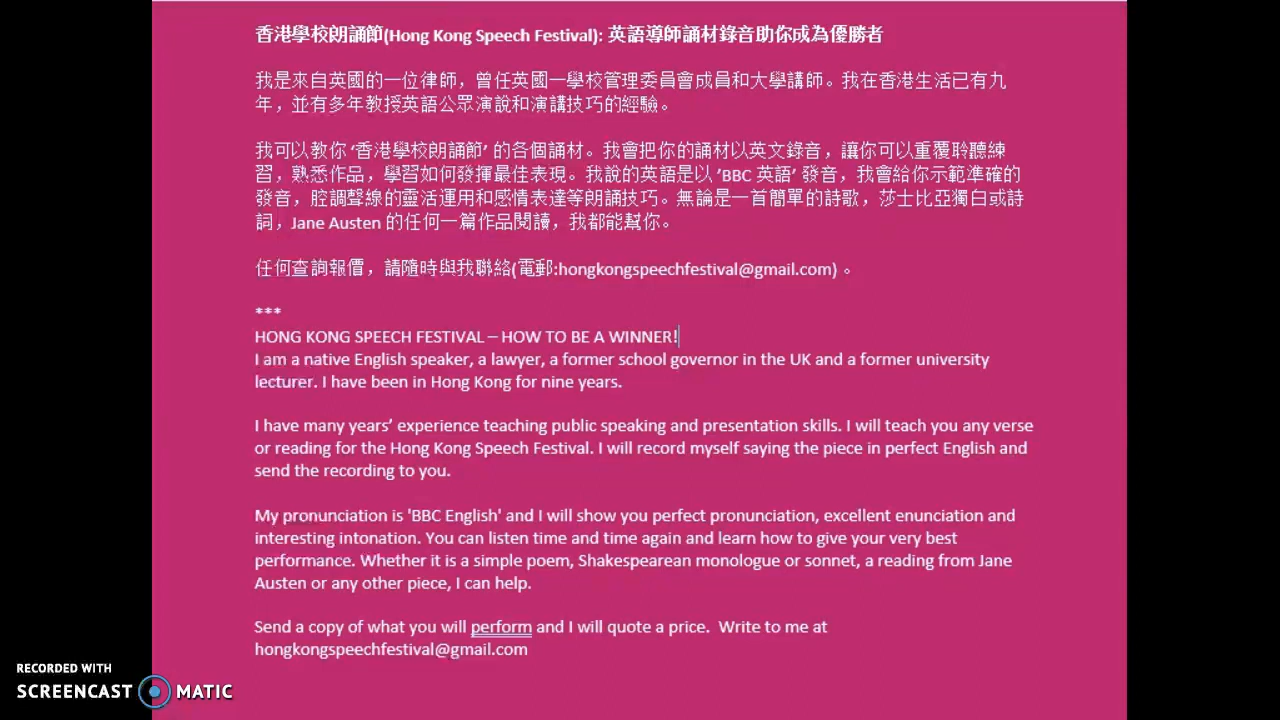 香港學校朗誦節(Hong Kong Speech Festival): 英語導師誦材錄音助你成為優勝者
我是來自英國的一位律師，曾任英國一學校管理委員會成員和大學講師。我在香港生活已有九
年，並有多年教授英語公眾演說和演講技巧的經驗。
我可以教你 ‘香港學校朗誦節’ 的各個誦材。我會把你的誦材以英文錄音，讓你可以重覆聆聽練
習，熟悉作品，學習如何發揮最佳表現。我說的英語是以 ‘BBC 英語’ 發音，我會給你示範準確的
發音，腔調聲線的靈活運用和感情表達等朗誦技巧。無論是一首簡單的詩歌，莎士比亞獨白或詩
詞，Jane Austen 的任何一篇作品閱讀，我都能幫你。
任何查詢報價，請隨時與我聯絡(電郵:hongkongspeechfestival@gmail.com) 。
***
HONG KONG SPEECH FESTIVAL – HOW TO BE A WINNER!
I am a native English speaker, a lawyer, a former school governor in the UK and a former university
lecturer. I have been in Hong Kong for nine years.
I have many years’ experience teaching public speaking and presentation skills. I will teach you any verse
or reading for the Hong Kong Speech Festival. I will record myself saying the piece in perfect English and
send the recording to you.
My pronunciation is 'BBC English' and I will show you perfect pronunciation, excellent enunciation and
interesting intonation. You can listen time and time again and learn how to give your very best
performance. Whether it is a simple poem, Shakespearean monologue or sonnet, a reading from Jane
Austen or any other piece, I can help.
Send a copy of what you will perform and I will quote a price.  Write to me at
hongkongspeechfestival@gmail.com
RECORDED WITH
SCREENCAST MATIC